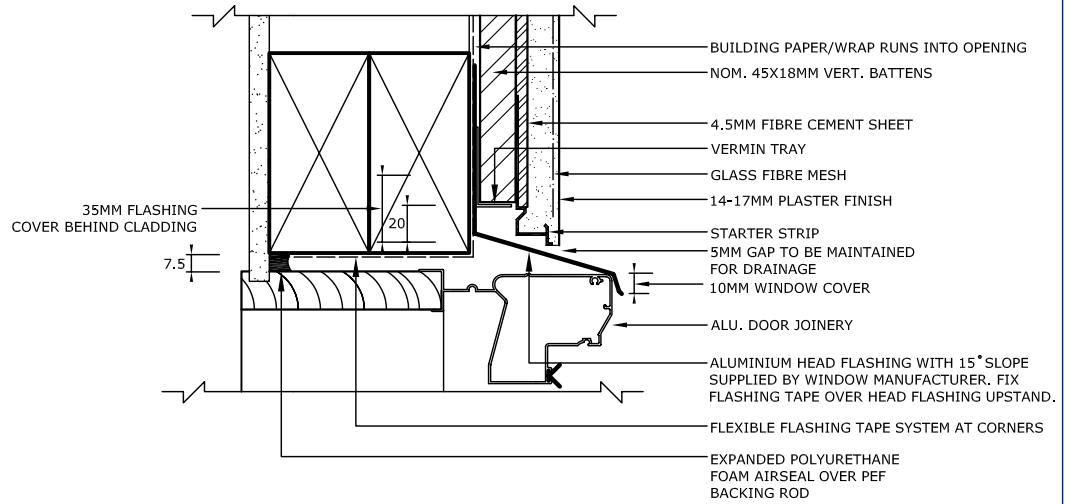 BUILDING PAPER/WRAP RUNS INTO OPENING
NOM. 45X18MM VERT. BATTENS
4.5MM FIBRE CEMENT SHEET
VERMIN TRAY
GLASS FIBRE MESH
14-17MM PLASTER FINISH
35MM FLASHING
COVER BEHIND CLADDING
20
STARTER STRIP
5MM GAP TO BE MAINTAINED
FOR DRAINAGE
7.5
10MM WINDOW COVER
ALU. DOOR JOINERY
ALUMINIUM HEAD FLASHING WITH 15° SLOPE
SUPPLIED BY WINDOW MANUFACTURER. FIX
FLASHING TAPE OVER HEAD FLASHING UPSTAND.
FLEXIBLE FLASHING TAPE SYSTEM AT CORNERS
EXPANDED POLYURETHANE
FOAM AIRSEAL OVER PEF
BACKING ROD